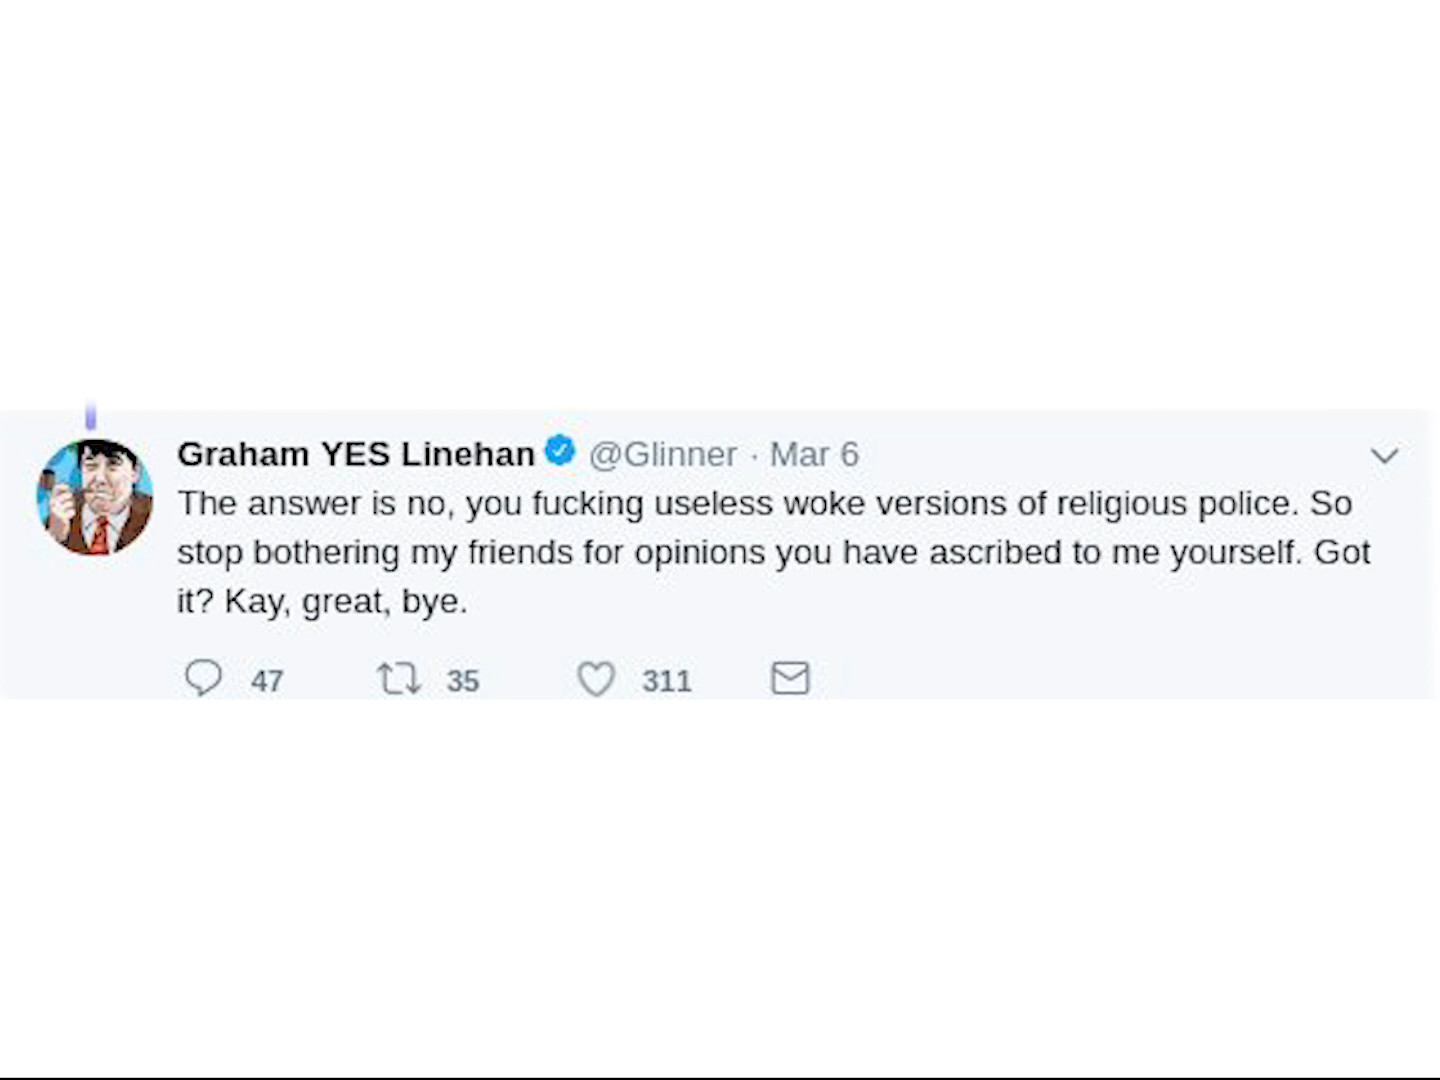 Graham YES Linehan @Glinner · Mar 6
The answer is no, you fucking useless woke versions of religious police. So
stop bothering my friends for opinions you have ascribed to me yourself. Got
it? Kay, great, bye.
47 35 311